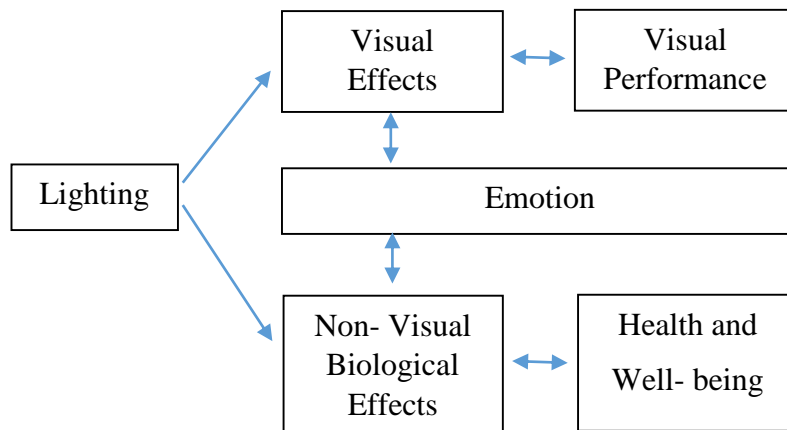 Visual
Effects
Visual
Performance
Lighting
Emotion
Non- Visual
Biological
Effects
Health and
Well- being